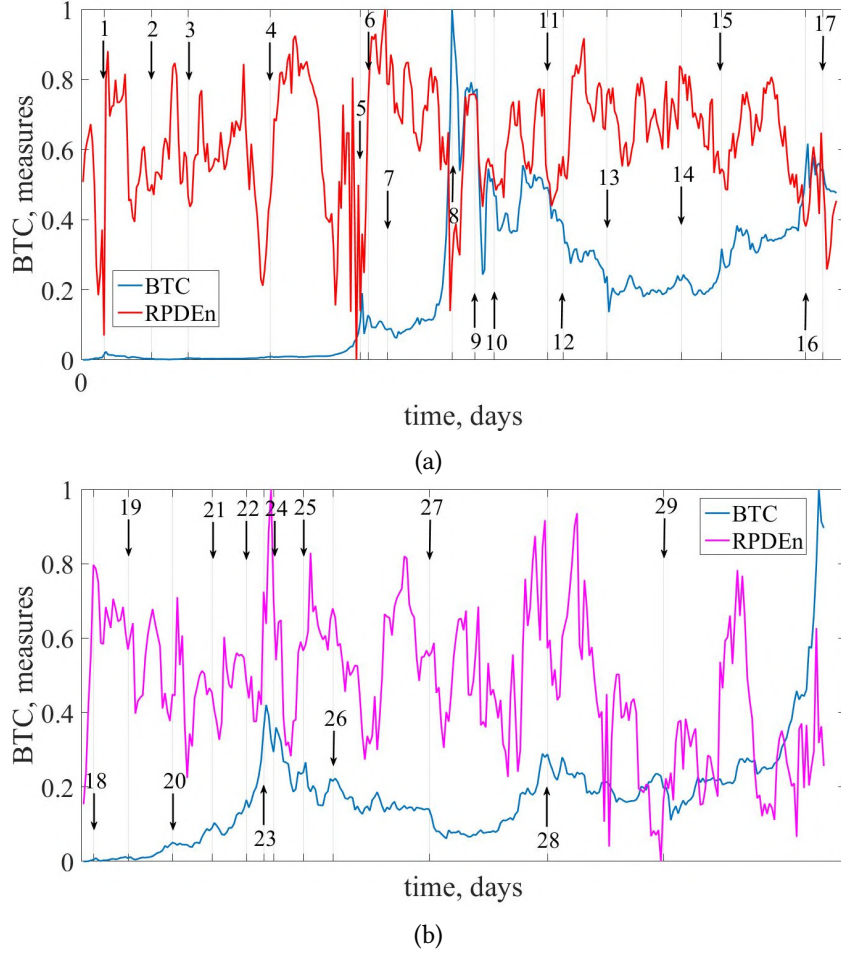 1
1 2 3 4 6 11 15 17
0.8
5
0.6
7 8 13 14
0.4
BTC, measures
BTC
RPDEn
0.2
9 10 12 16
0
0
time, days
(a)
1
19 21 22 24 25 27 29
BTC
RPDEn
0.8
0.6
BTC, measures
0.4
26
0.2
18 20
23 28
0
time, days
(b)